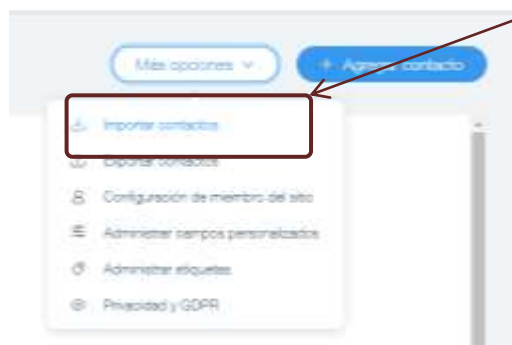 Más opciones
+ Agregar contacto
Importar contactos
Exportar contactos
Configuración de miembro del sitio
Administrar campos personalizados
Administrar etiquetas
Privacidad y GDPR